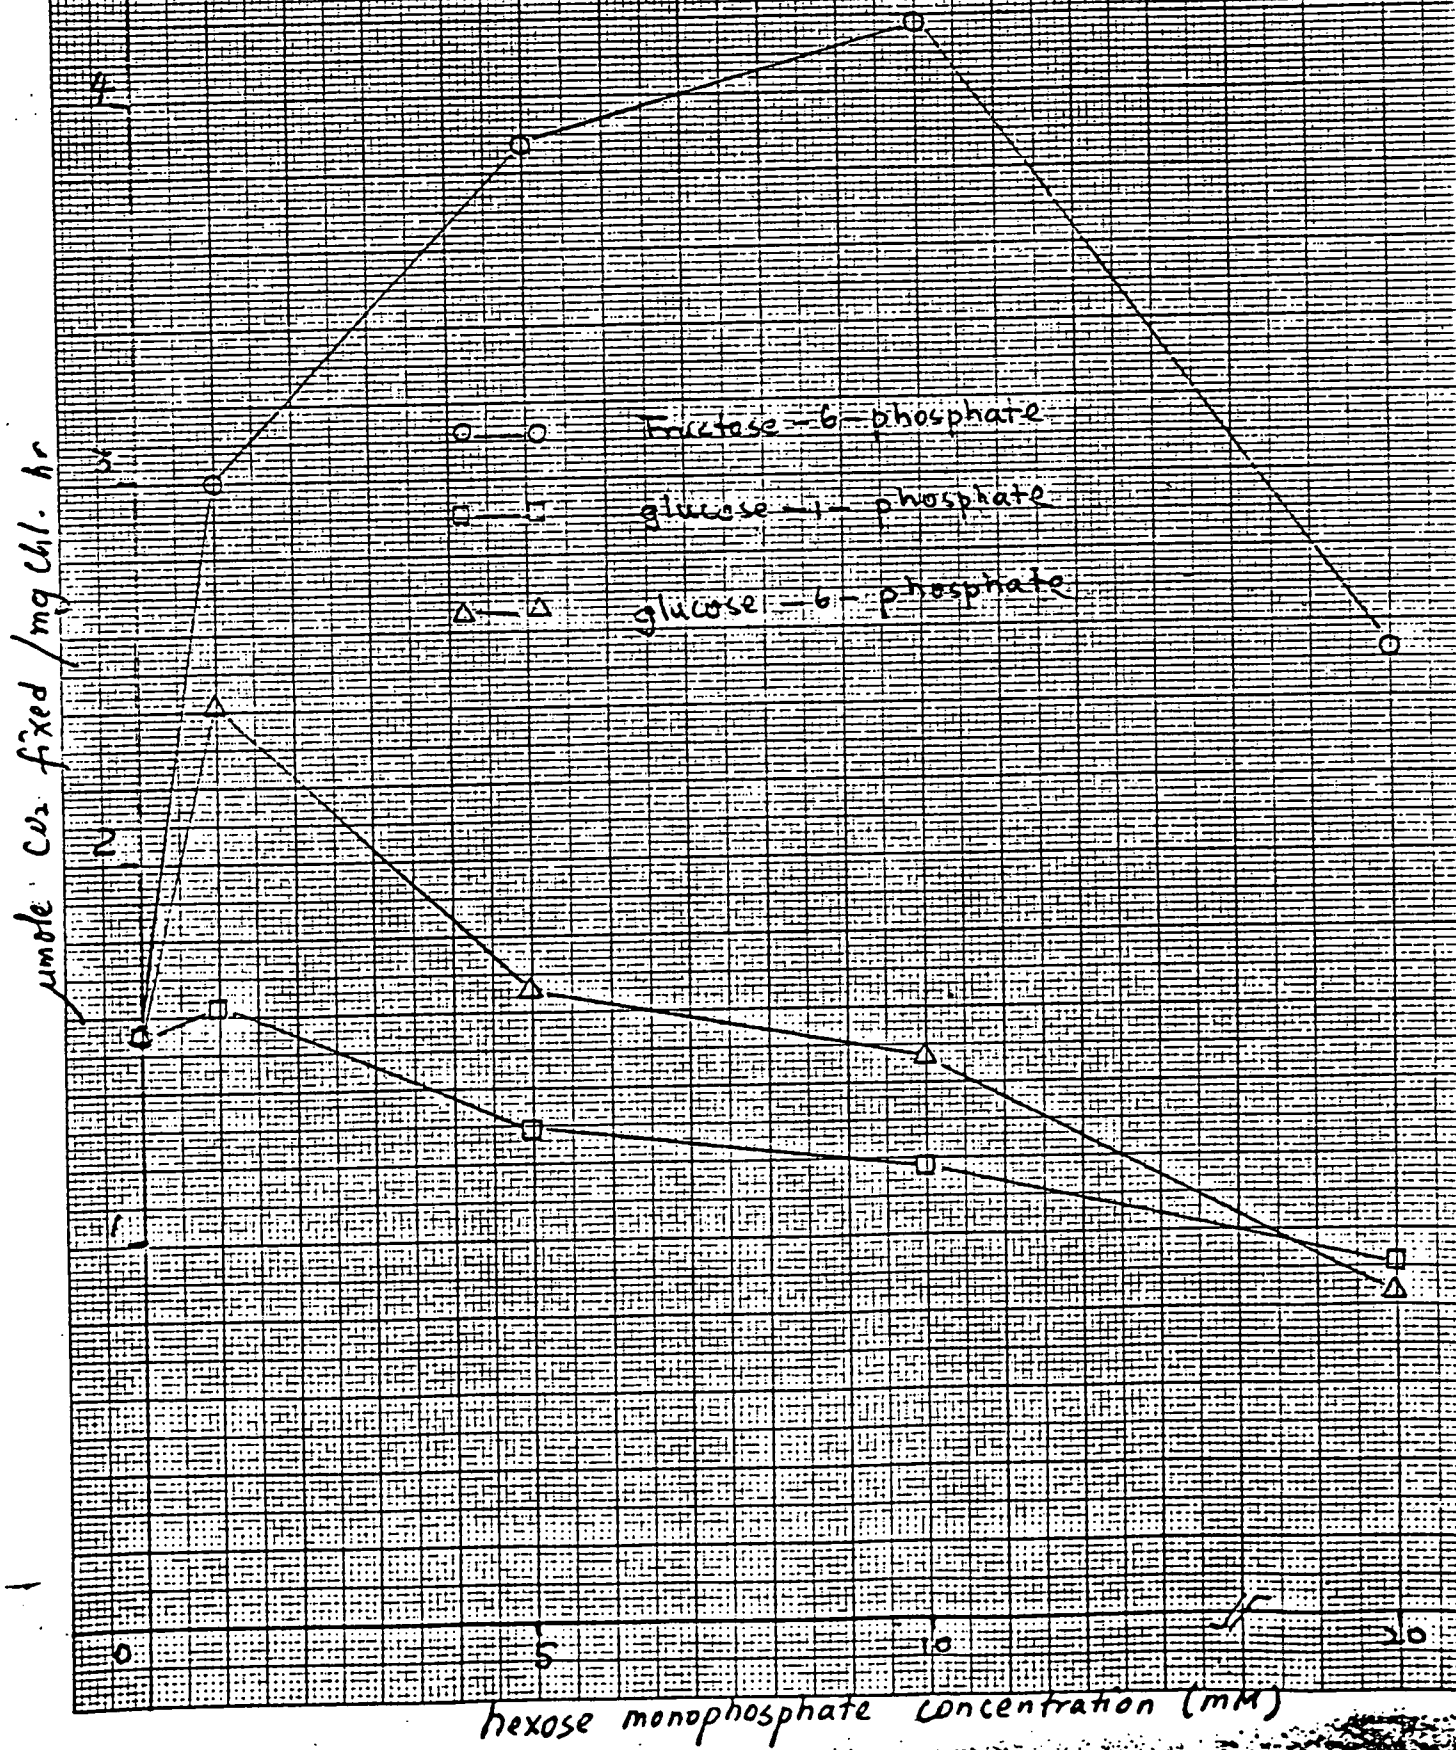 4
3
2
1
0
5
10
20
Fructose-6-phosphate
glucose-1-phosphate
glucose-6-phosphate
µmole CO₂ fixed/mg Chl. hr
hexose monophosphate concentration (mM)